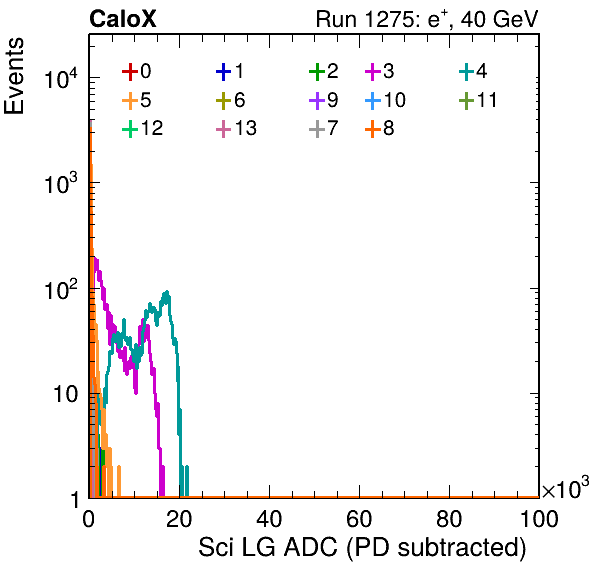 CaloX Run 1275: e+, 40 GeV
Events
0 1 2 3 4
5 6 9 10 11
12 13 7 8
10^4
10^3
10^2
10
1
0 20 40 60 80 100
×10^3
Sci LG ADC (PD subtracted)